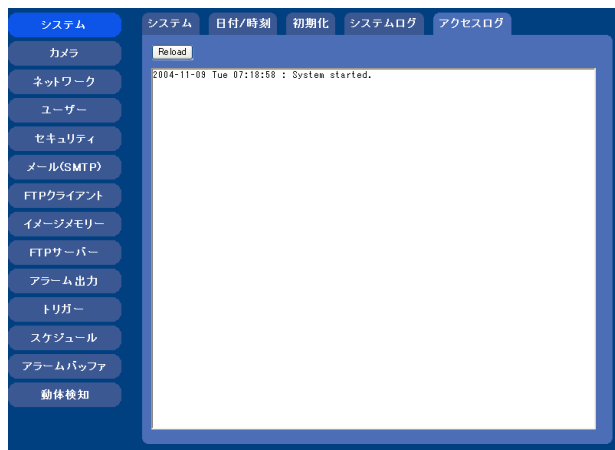 システム
カメラ
ネットワーク
ユーザー
セキュリティ
メール(SMTP)
FTPクライアント
イメージメモリー
FTPサーバー
アラーム出力
トリガー
スケジュール
アラームバッファ
動体検知
システム 日付/時刻 初期化 システムログ アクセスログ
Reload
2004-11-09 Tue 07:18:58 : System started.